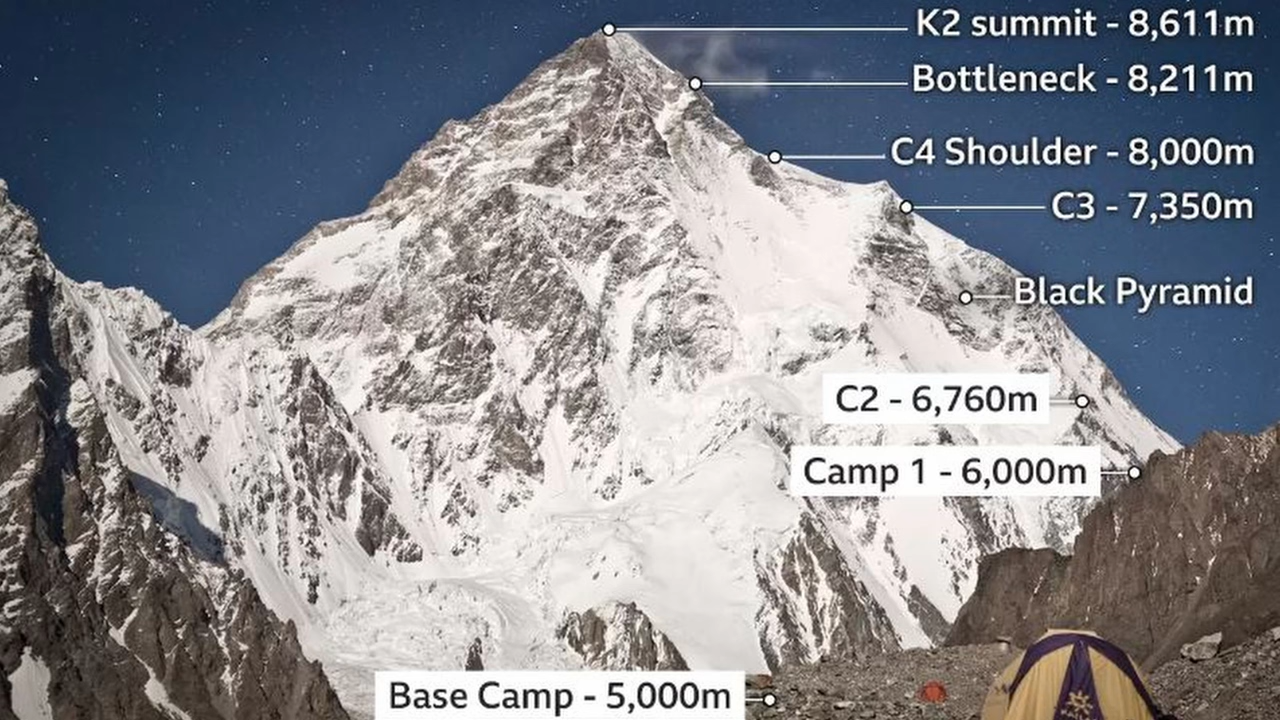 K2 summit - 8,611m
Bottleneck - 8,211m
C4 Shoulder - 8,000m
C3 - 7,350m
Black Pyramid
C2 - 6,760m
Camp 1 - 6,000m
Base Camp - 5,000m